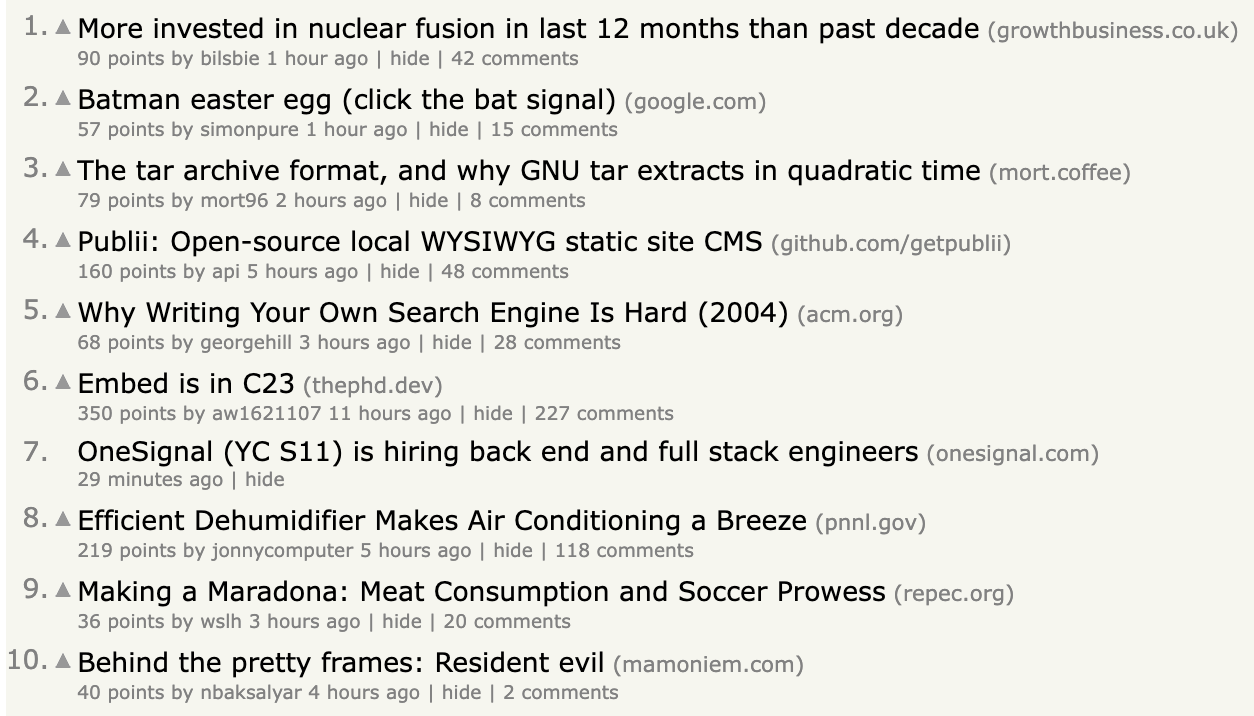 1. ▲ More invested in nuclear fusion in last 12 months than past decade (growthbusiness.co.uk)
90 points by bilsbie 1 hour ago | hide | 42 comments
2. ▲ Batman easter egg (click the bat signal) (google.com)
57 points by simonpure 1 hour ago | hide | 15 comments
3. ▲ The tar archive format, and why GNU tar extracts in quadratic time (mort.coffee)
79 points by mort96 2 hours ago | hide | 8 comments
4. ▲ Publii: Open-source local WYSIWYG static site CMS (github.com/getpublii)
160 points by api 5 hours ago | hide | 48 comments
5. ▲ Why Writing Your Own Search Engine Is Hard (2004) (acm.org)
68 points by georgehill 3 hours ago | hide | 28 comments
6. ▲ Embed is in C23 (thephd.dev)
350 points by aw1621107 11 hours ago | hide | 227 comments
7. OneSignal (YC S11) is hiring back end and full stack engineers (onesignal.com)
29 minutes ago | hide
8. ▲ Efficient Dehumidifier Makes Air Conditioning a Breeze (pnnl.gov)
219 points by jonnycomputer 5 hours ago | hide | 118 comments
9. ▲ Making a Maradona: Meat Consumption and Soccer Prowess (repec.org)
36 points by wslh 3 hours ago | hide | 20 comments
10. ▲ Behind the pretty frames: Resident evil (mamoniem.com)
40 points by nbaksalyar 4 hours ago | hide | 2 comments